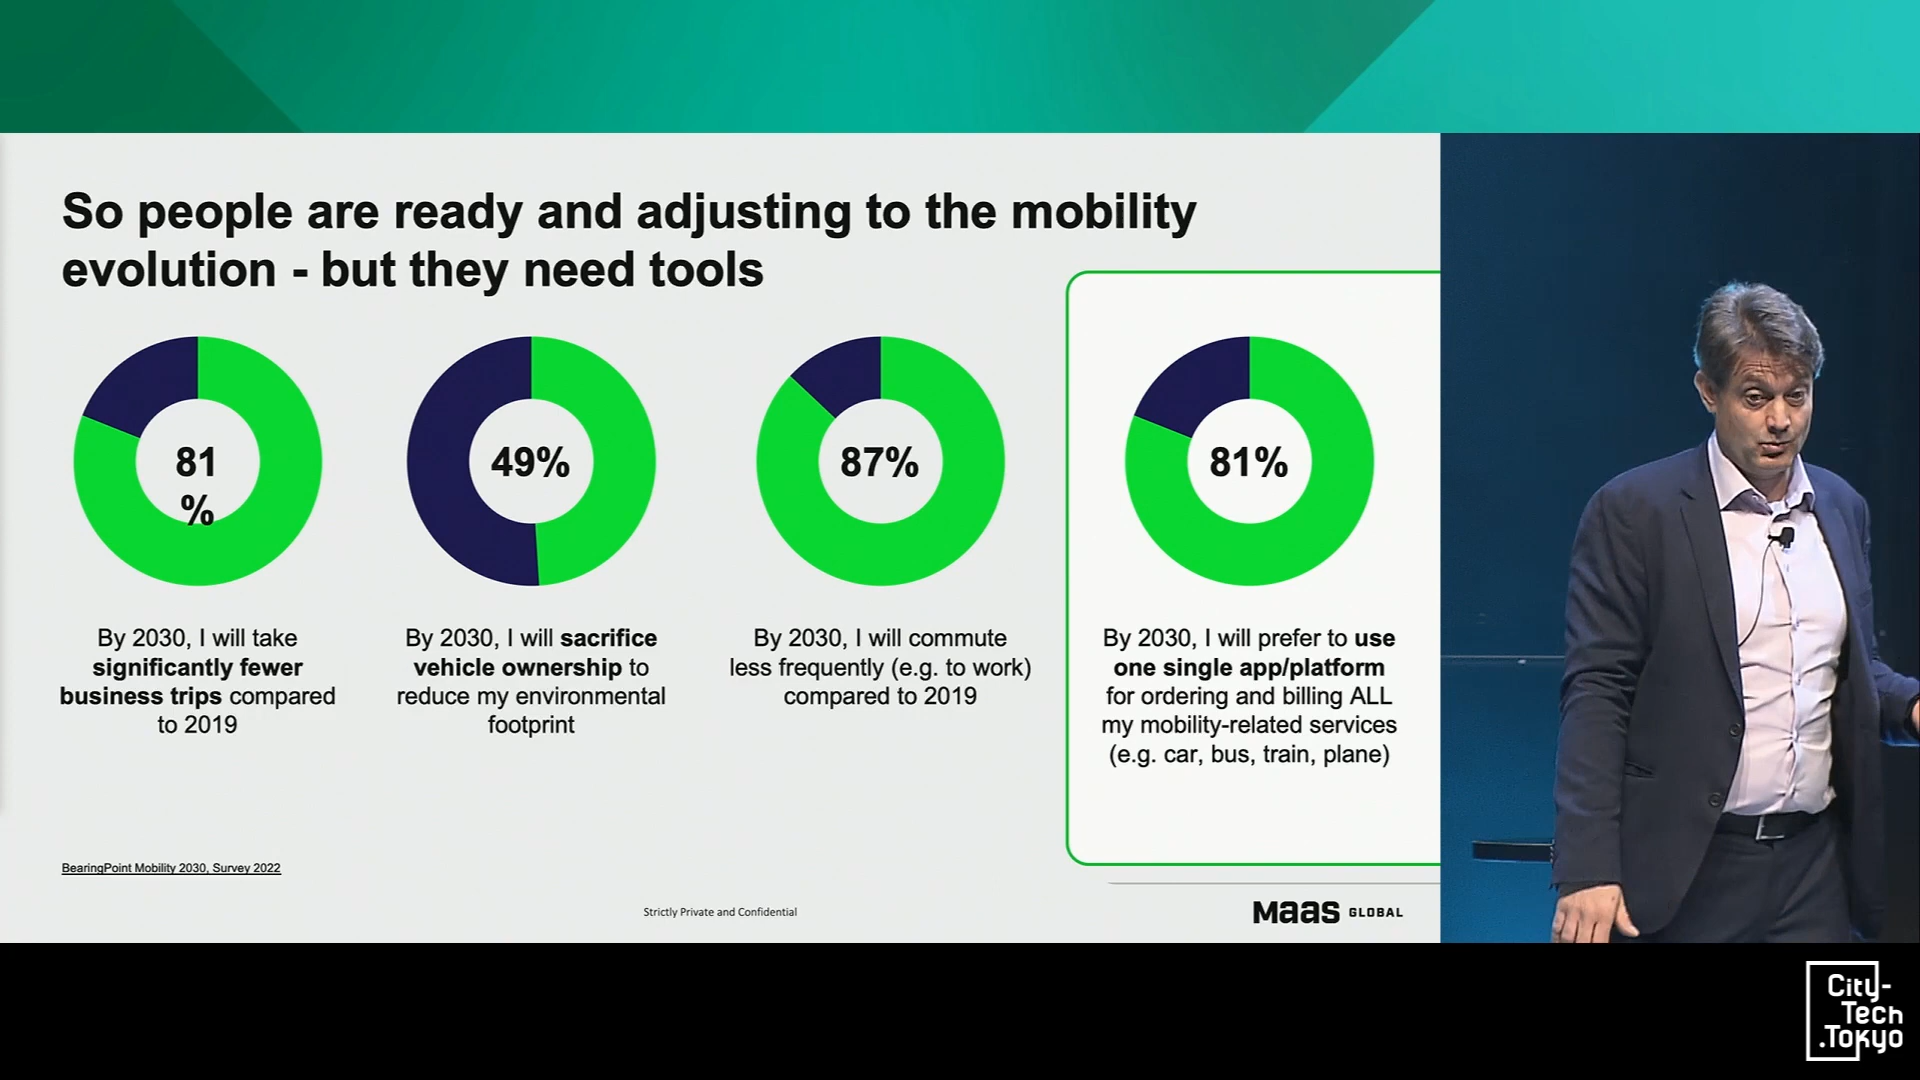 So people are ready and adjusting to the mobility
evolution - but they need tools
81
%
49%
87%
81%
By 2030, I will take
significantly fewer
business trips compared
to 2019
By 2030, I will sacrifice
vehicle ownership to
reduce my environmental
footprint
By 2030, I will commute
less frequently (e.g. to work)
compared to 2019
By 2030, I will prefer to use
one single app/platform
for ordering and billing ALL
my mobility-related services
(e.g. car, bus, train, plane)
BearingPoint Mobility 2030, Survey 2022
Strictly Private and Confidential
MaaS GLOBAL
City-
Tech
.Tokyo